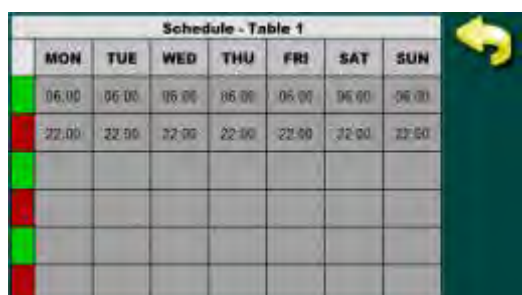 Schedule - Table 1
MON TUE WED THU FRI SAT SUN
06:00 06:00 06:00 06:00 06:00 06:00 06:00
22:00 22:00 22:00 22:00 22:00 22:00 22:00